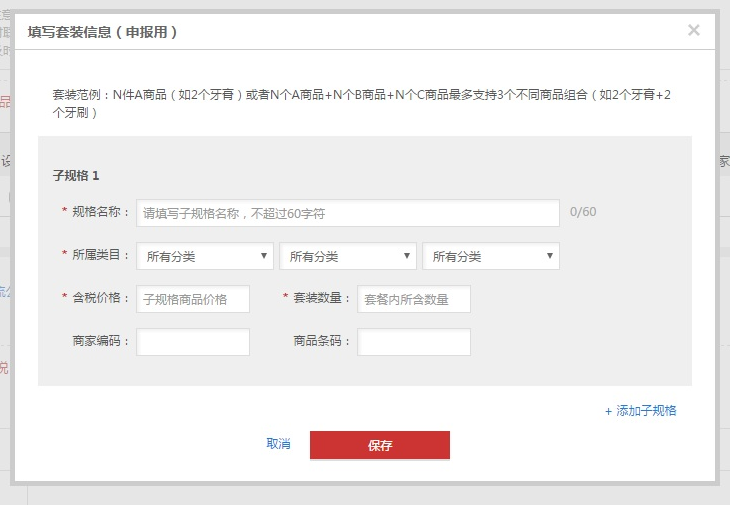 填写套装信息（申报用） ×
套装范例：N件A商品（如2个牙膏）或者N个A商品+N个B商品+N个C商品最多支持3个不同商品组合（如2个牙膏+2
个牙刷）
子规格 1
* 规格名称： 请填写子规格名称，不超过60字符 0/60
* 所属类目： 所有分类 所有分类 所有分类
* 含税价格： 子规格商品价格 * 套装数量： 套餐内所含数量
商家编码： 商品条码：
+ 添加子规格
取消 保存
品
设
家
税